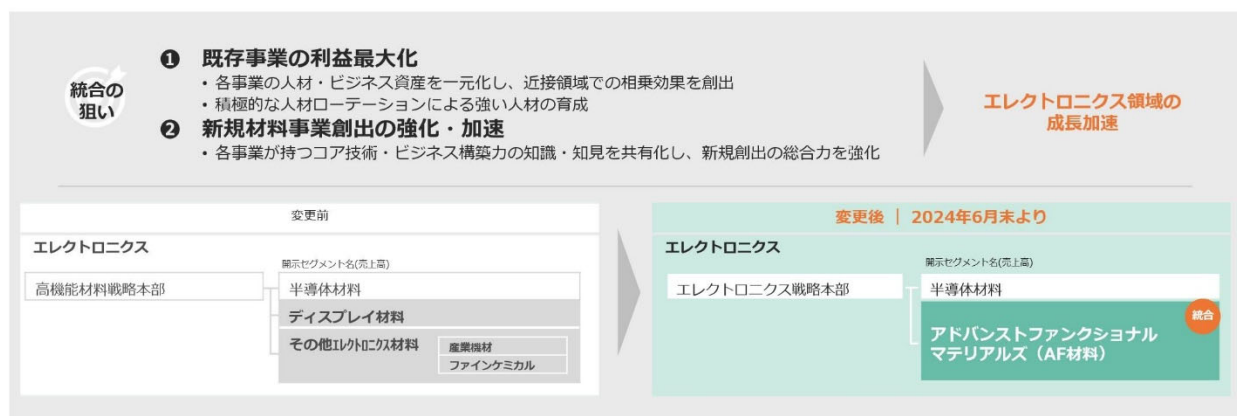 統合の
狙い
❶ 既存事業の利益最大化
・各事業の人材・ビジネス資産を一元化し、近接領域での相乗効果を創出
・積極的な人材ローテーションによる強い人材の育成
❷ 新規材料事業創出の強化・加速
・各事業が持つコア技術・ビジネス構築力の知識・知見を共有化し、新規創出の総合力を強化
エレクトロニクス領域の
成長加速
変更前
エレクトロニクス
開示セグメント名(売上高)
高機能材料戦略本部
半導体材料
ディスプレイ材料
その他エレクトロニクス材料
産業機材
ファインケミカル
変更後 | 2024年6月末より
エレクトロニクス
開示セグメント名(売上高)
エレクトロニクス戦略本部
半導体材料
統合
アドバンストファンクショナル
マテリアルズ(AF材料)